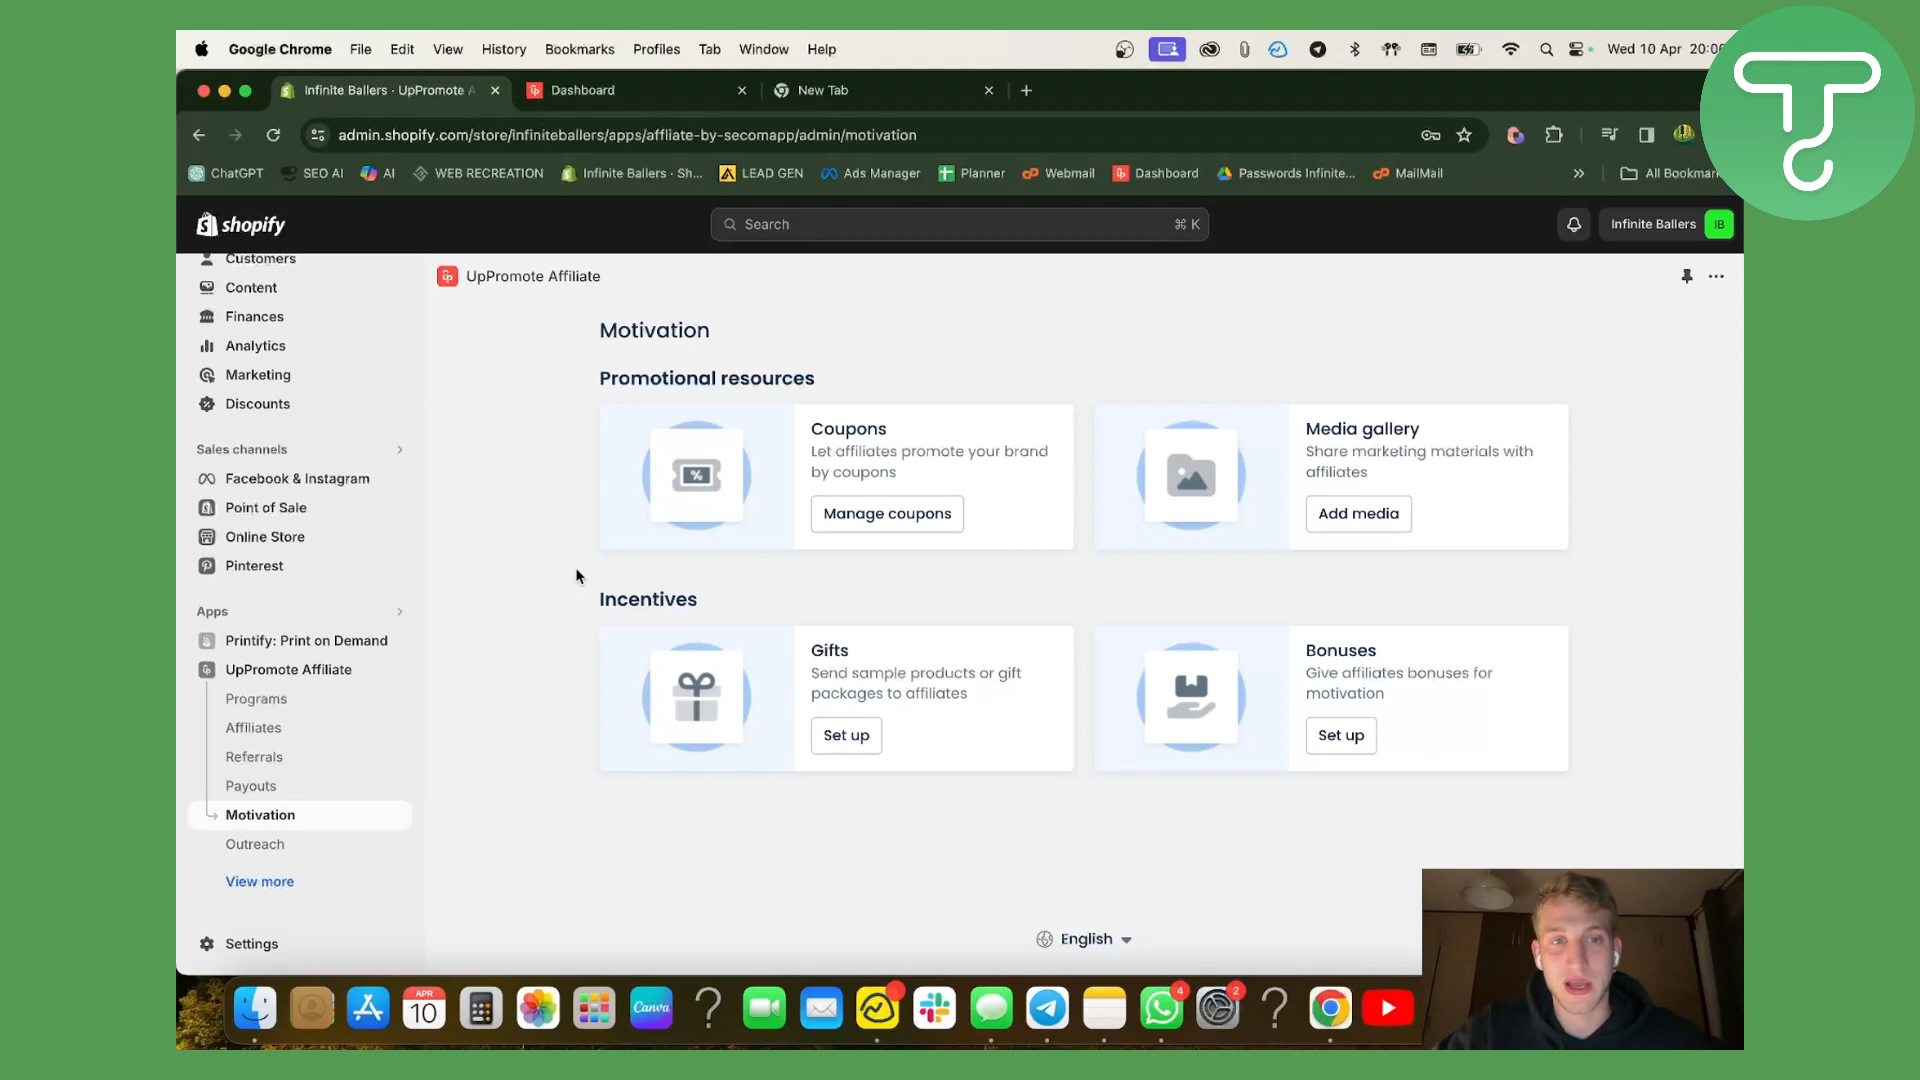 Google Chrome File Edit View History Bookmarks Profiles Tab Window Help Wed 10 Apr 20:06
Infinite Ballers · UpPromote A Dashboard New Tab
admin.shopify.com/store/infiniteballers/apps/affliate-by-secomapp/admin/motivation
ChatGPT SEO AI AI WEB RECREATION Infinite Ballers · Sh... LEAD GEN Ads Manager Planner Webmail Dashboard Passwords Infinite... MailMail » All Bookmar
shopify Search ⌘ K Infinite Ballers IB
Customers
Content
Finances
Analytics
Marketing
Discounts
Sales channels
Facebook & Instagram
Point of Sale
Online Store
Pinterest
Apps
Printify: Print on Demand
UpPromote Affiliate
Programs
Affiliates
Referrals
Payouts
Motivation
Outreach
View more
Settings
UpPromote Affiliate
Motivation
Promotional resources
Coupons
Let affiliates promote your brand
by coupons
Manage coupons
Media gallery
Share marketing materials with
affiliates
Add media
Incentives
Gifts
Send sample products or gift
packages to affiliates
Set up
Bonuses
Give affiliates bonuses for
motivation
Set up
English
APR
10
Canva
4
2